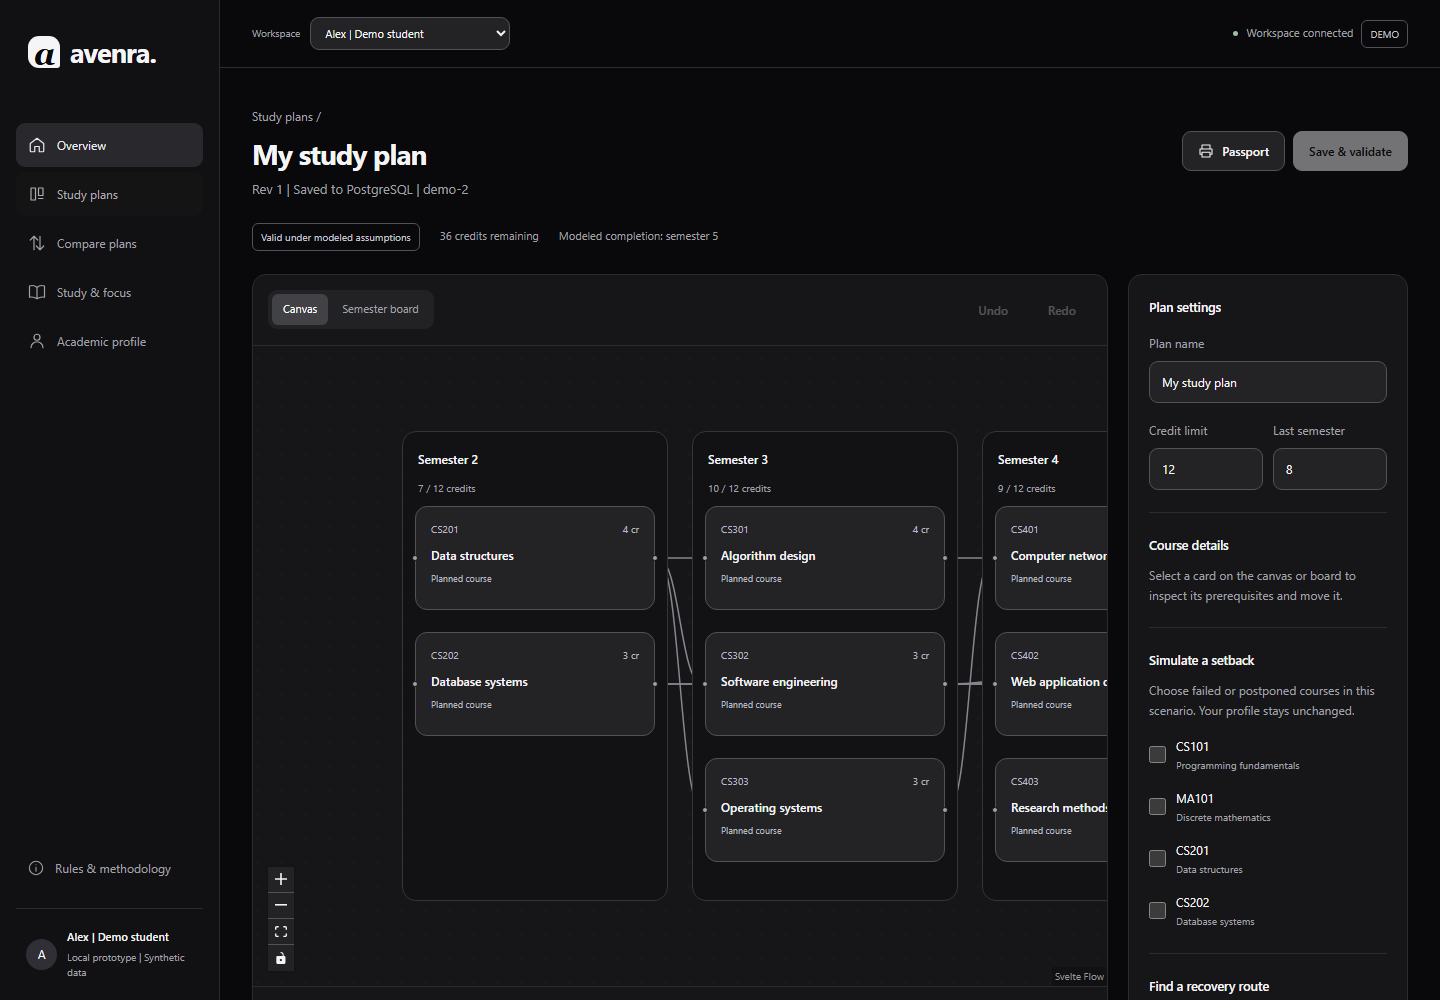 a avenra.
Overview
Study plans
Compare plans
Study & focus
Academic profile
Rules & methodology
A
Alex | Demo student
Local prototype | Synthetic
data
Workspace
Alex | Demo student
Workspace connected
DEMO
Study plans /
My study plan
Rev 1 | Saved to PostgreSQL | demo-2
Passport
Save & validate
Valid under modeled assumptions
36 credits remaining
Modeled completion: semester 5
Canvas
Semester board
Undo
Redo
Semester 2
7 / 12 credits
CS201
4 cr
Data structures
Planned course
CS202
3 cr
Database systems
Planned course
Semester 3
10 / 12 credits
CS301
4 cr
Algorithm design
Planned course
CS302
3 cr
Software engineering
Planned course
CS303
3 cr
Operating systems
Planned course
Semester 4
9 / 12 credits
CS401
Computer networ
Planned course
CS402
Web application
Planned course
CS403
Research methods
Planned course
Svelte Flow
Plan settings
Plan name
My study plan
Credit limit
Last semester
12
8
Course details
Select a card on the canvas or board to
inspect its prerequisites and move it.
Simulate a setback
Choose failed or postponed courses in this
scenario. Your profile stays unchanged.
CS101
Programming fundamentals
MA101
Discrete mathematics
CS201
Data structures
CS202
Database systems
Find a recovery route